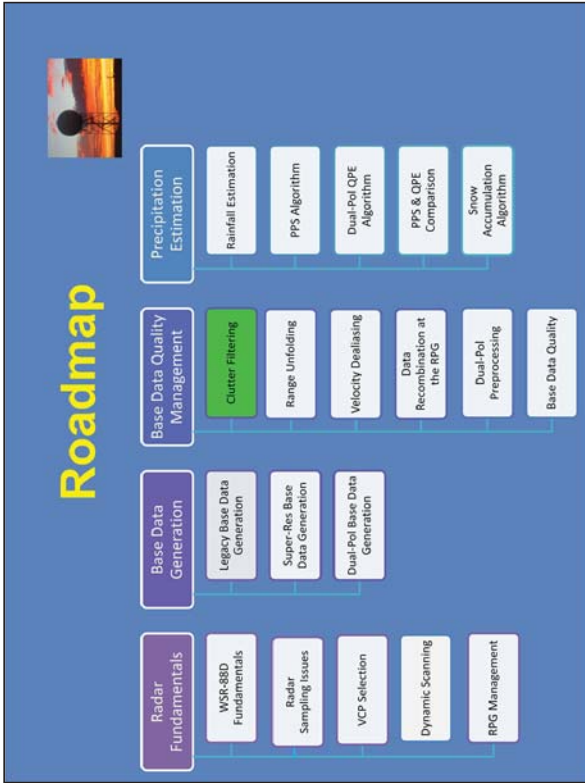 Roadmap
Radar
Fundamentals
WSR-88D
Fundamentals
Radar
Sampling Issues
VCP Selection
Dynamic Scanning
RPG Management
Base Data
Generation
Legacy Base Data
Generation
Super-Res Base
Data Generation
Dual-Pol Base Data
Generation
Base Data Quality
Management
Clutter Filtering
Range Unfolding
Velocity Dealiasing
Data
Recombination at
the RPG
Dual-Pol
Preprocessing
Base Data Quality
Precipitation
Estimation
Rainfall Estimation
PPS Algorithm
Dual-Pol QPE
Algorithm
PPS & QPE
Comparison
Snow
Accumulation
Algorithm